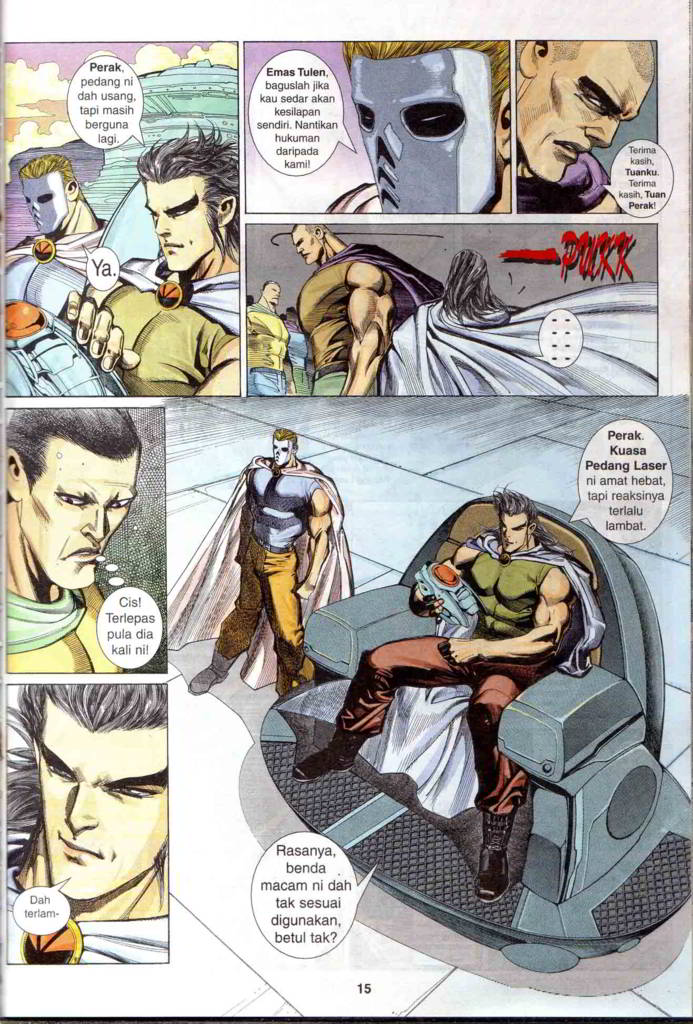 Perak,
pedang ni
dah usang,
tapi masih
berguna
lagi.
Ya.
Emas Tulen,
baguslah jika
kau sedar akan
kesilapan
sendiri. Nantikan
hukuman
daripada
kami!
Terima
kasih,
Tuanku.
Terima
kasih, Tuan
Perak!
PUKK
......
Cis!
Terlepas
pula dia
kali ni!
Perak.
Kuasa
Pedang Laser
ni amat hebat,
tapi reaksinya
terlalu
lambat.
Dah
terlam-
Rasanya,
benda
macam ni dah
tak sesuai
digunakan,
betul tak?
15